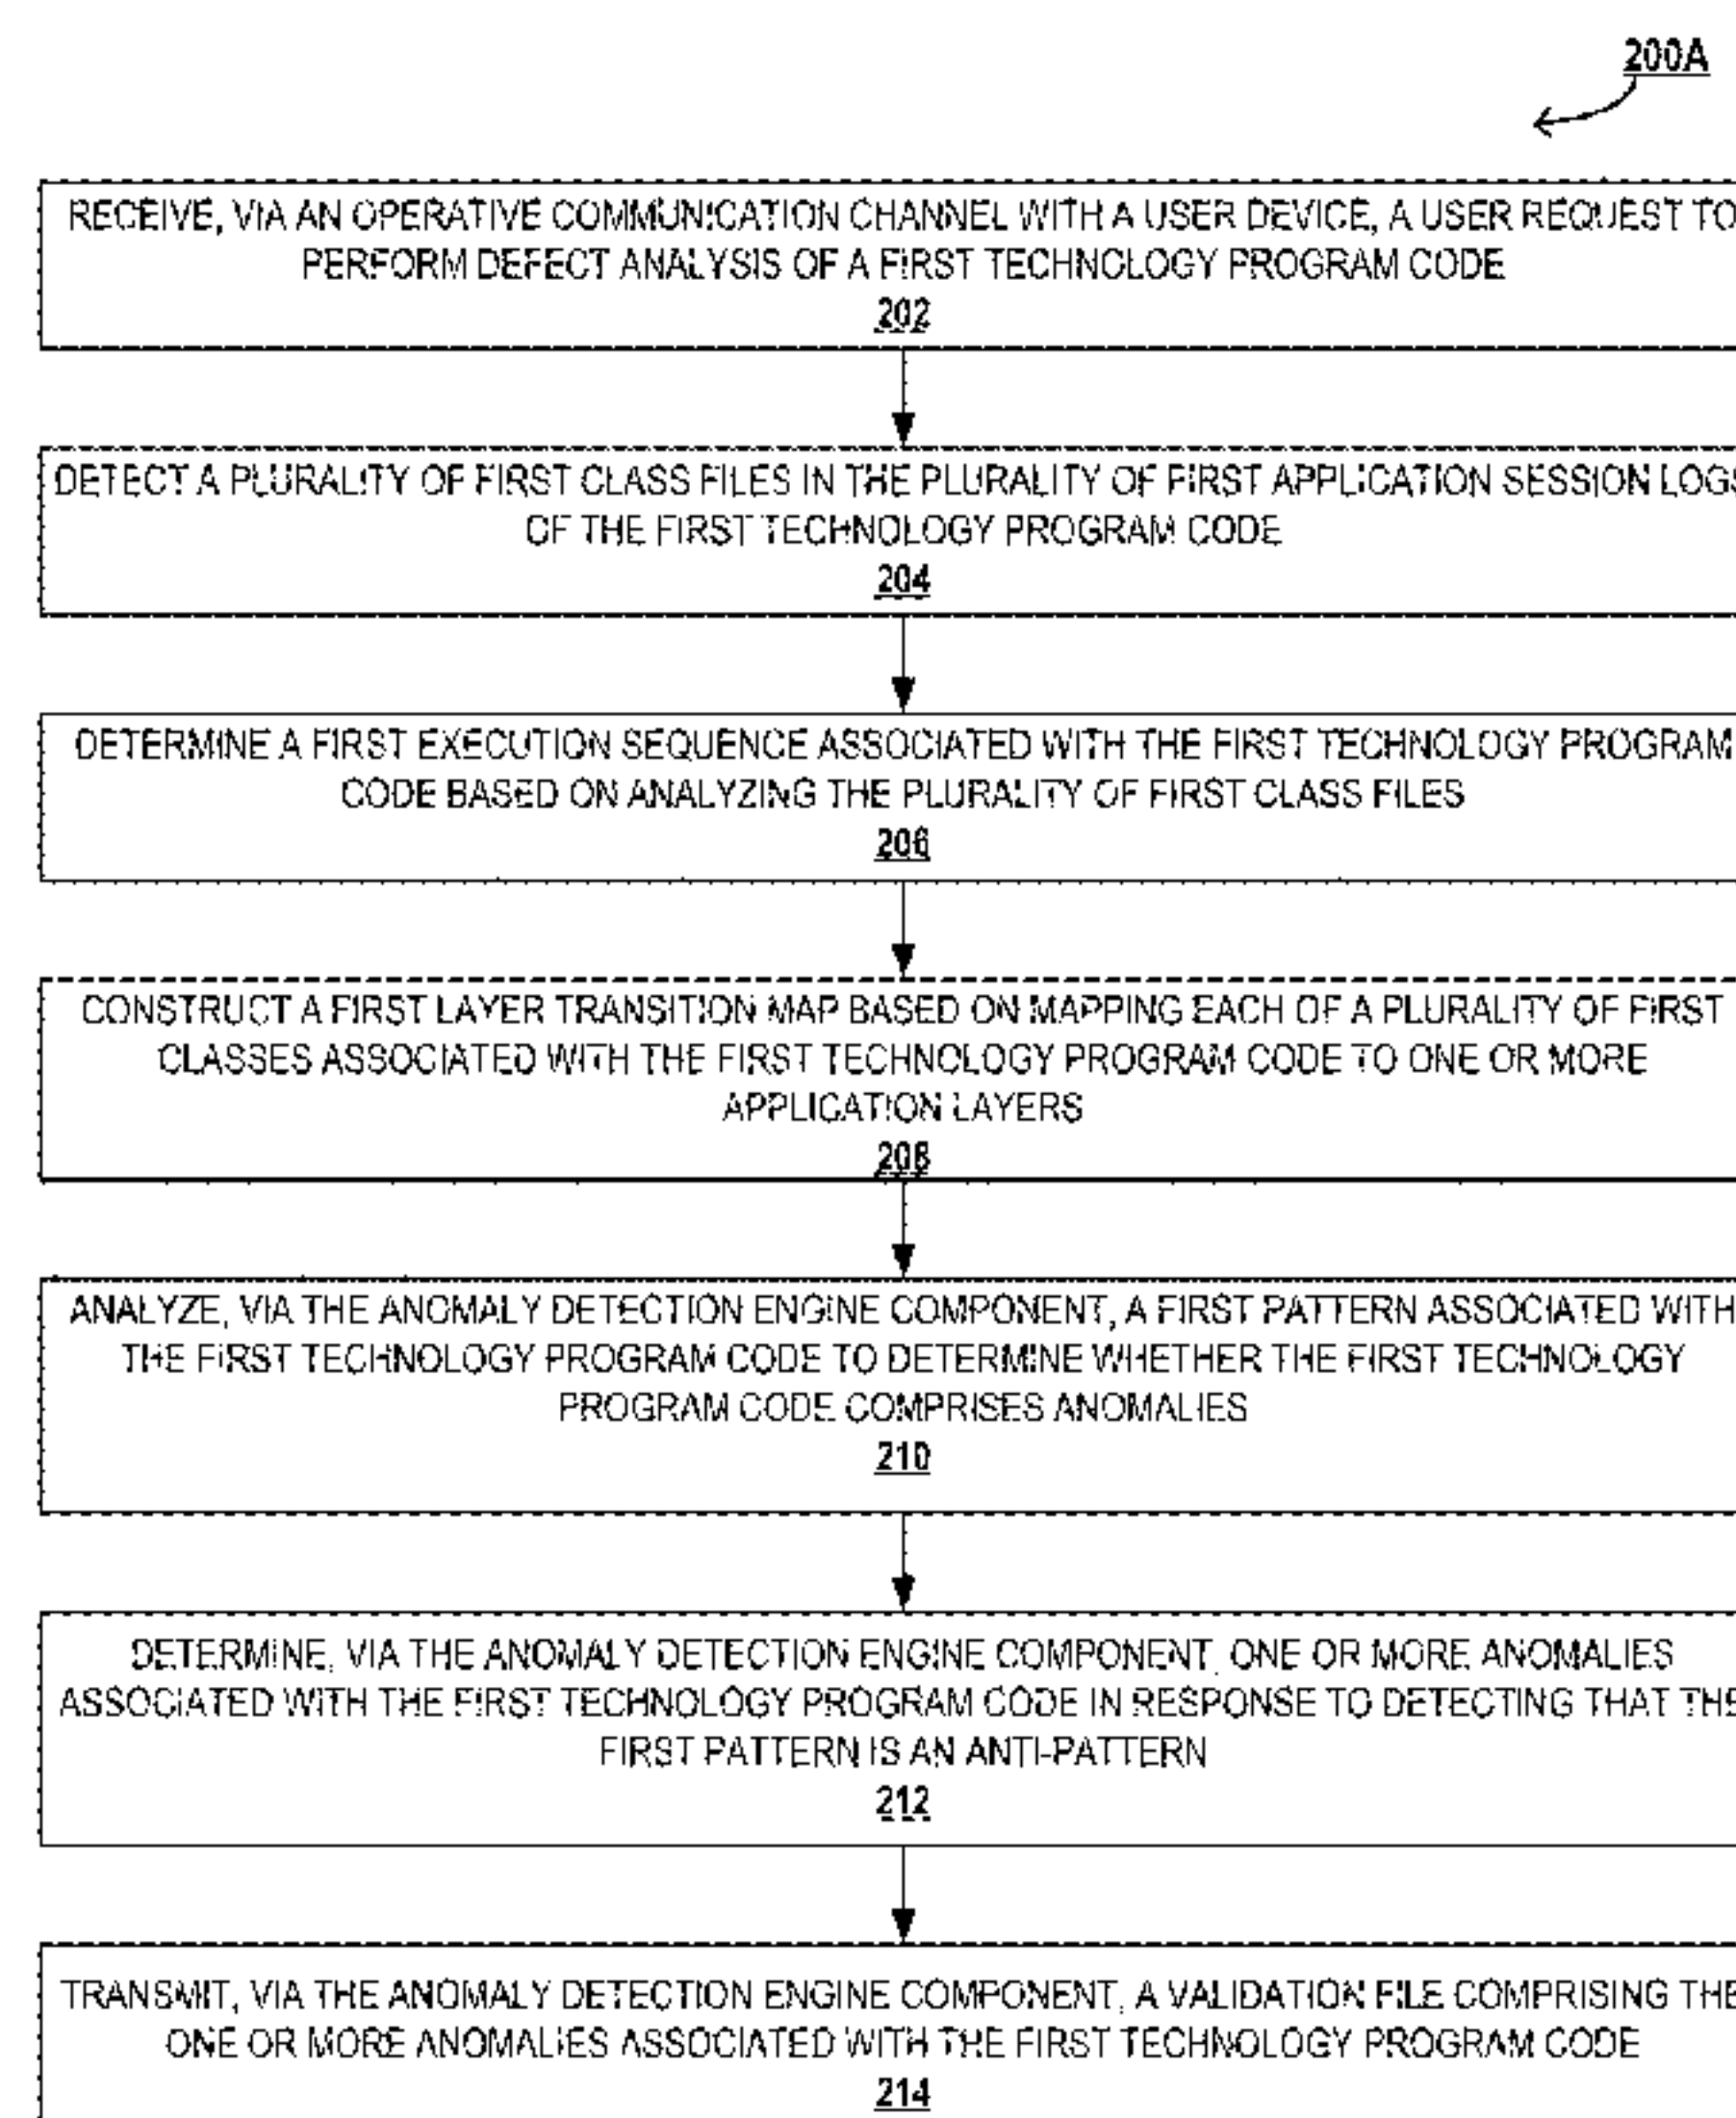 200A
RECEIVE, VIA AN OPERATIVE COMMUNICATION CHANNEL WITH A USER DEVICE, A USER REQUEST TO
PERFORM DEFECT ANALYSIS OF A FIRST TECHNOLOGY PROGRAM CODE
202
DETECT A PLURALITY OF FIRST CLASS FILES IN THE PLURALITY OF FIRST APPLICATION SESSION LOGS
OF THE FIRST TECHNOLOGY PROGRAM CODE
204
DETERMINE A FIRST EXECUTION SEQUENCE ASSOCIATED WITH THE FIRST TECHNOLOGY PROGRAM
CODE BASED ON ANALYZING THE PLURALITY OF FIRST CLASS FILES
206
CONSTRUCT A FIRST LAYER TRANSITION MAP BASED ON MAPPING EACH OF A PLURALITY OF FIRST
CLASSES ASSOCIATED WITH THE FIRST TECHNOLOGY PROGRAM CODE TO ONE OR MORE
APPLICATION LAYERS
208
ANALYZE, VIA THE ANOMALY DETECTION ENGINE COMPONENT, A FIRST PATTERN ASSOCIATED WITH
THE FIRST TECHNOLOGY PROGRAM CODE TO DETERMINE WHETHER THE FIRST TECHNOLOGY
PROGRAM CODE COMPRISES ANOMALIES
210
DETERMINE, VIA THE ANOMALY DETECTION ENGINE COMPONENT, ONE OR MORE ANOMALIES
ASSOCIATED WITH THE FIRST TECHNOLOGY PROGRAM CODE IN RESPONSE TO DETECTING THAT THE
FIRST PATTERN IS AN ANTI-PATTERN
212
TRANSMIT, VIA THE ANOMALY DETECTION ENGINE COMPONENT, A VALIDATION FILE COMPRISING THE
ONE OR MORE ANOMALIES ASSOCIATED WITH THE FIRST TECHNOLOGY PROGRAM CODE
214